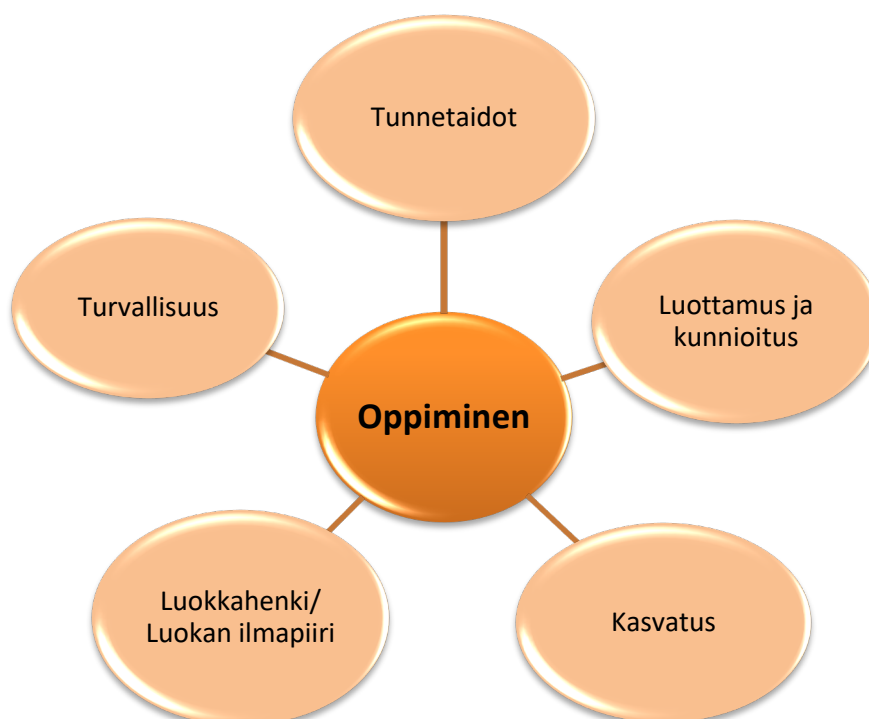 Tunnetaidot
Turvallisuus
Luottamus ja
kunnioitus
Oppiminen
Luokkahenki/
Luokan ilmapiiri
Kasvatus